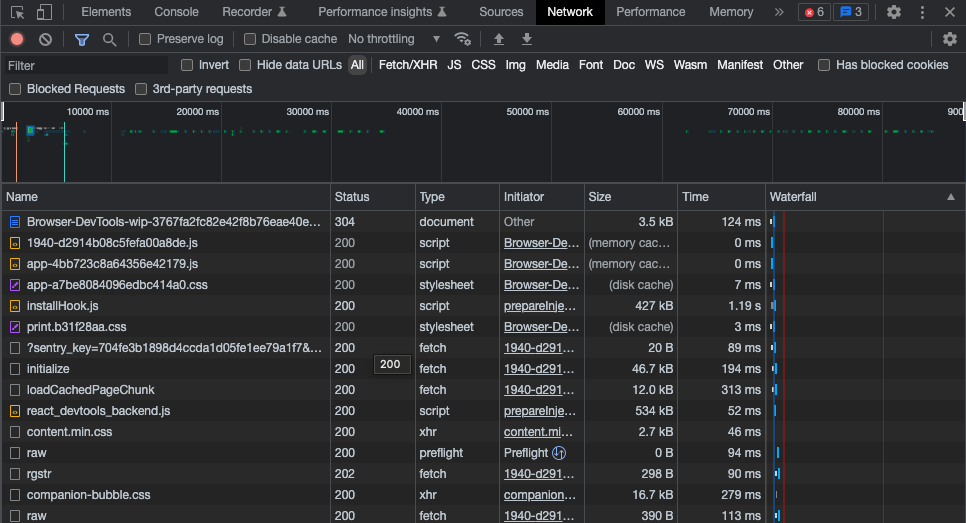 Elements Console Recorder Performance insights Sources Network Performance Memory » 6 3
Preserve log Disable cache No throttling
Filter Invert Hide data URLs All Fetch/XHR JS CSS Img Media Font Doc WS Wasm Manifest Other Has blocked cookies
Blocked Requests 3rd-party requests
10000 ms 20000 ms 30000 ms 40000 ms 50000 ms 60000 ms 70000 ms 80000 ms 900
Name Status Type Initiator Size Time Waterfall
Browser-DevTools-wip-3767fa2fc82e42f8b76eae40e… 304 document Other 3.5 kB 124 ms
1940-d2914b08c5fefa00a8de.js 200 script Browser-De… (memory cac… 0 ms
app-4bb723c8a64356e42179.js 200 script Browser-De… (memory cac… 0 ms
app-a7be8084096edbc414a0.css 200 stylesheet Browser-De… (disk cache) 7 ms
installHook.js 200 script prepareInje… 427 kB 1.19 s
print.b31f28aa.css 200 stylesheet Browser-De… (disk cache) 3 ms
?sentry_key=704fe3b1898d4ccda1d05fe1ee79a1f7&… 200 fetch 1940-d291… 20 B 89 ms
200
initialize 200 fetch 1940-d291… 46.7 kB 194 ms
loadCachedPageChunk 200 fetch 1940-d291… 12.0 kB 313 ms
react_devtools_backend.js 200 script prepareInje… 534 kB 52 ms
content.min.css 200 xhr content.mi… 2.7 kB 46 ms
raw 200 preflight Preflight 0 B 94 ms
rgstr 202 fetch 1940-d291… 298 B 90 ms
companion-bubble.css 200 xhr companion… 16.7 kB 279 ms
raw 200 fetch 1940-d291… 390 B 113 ms